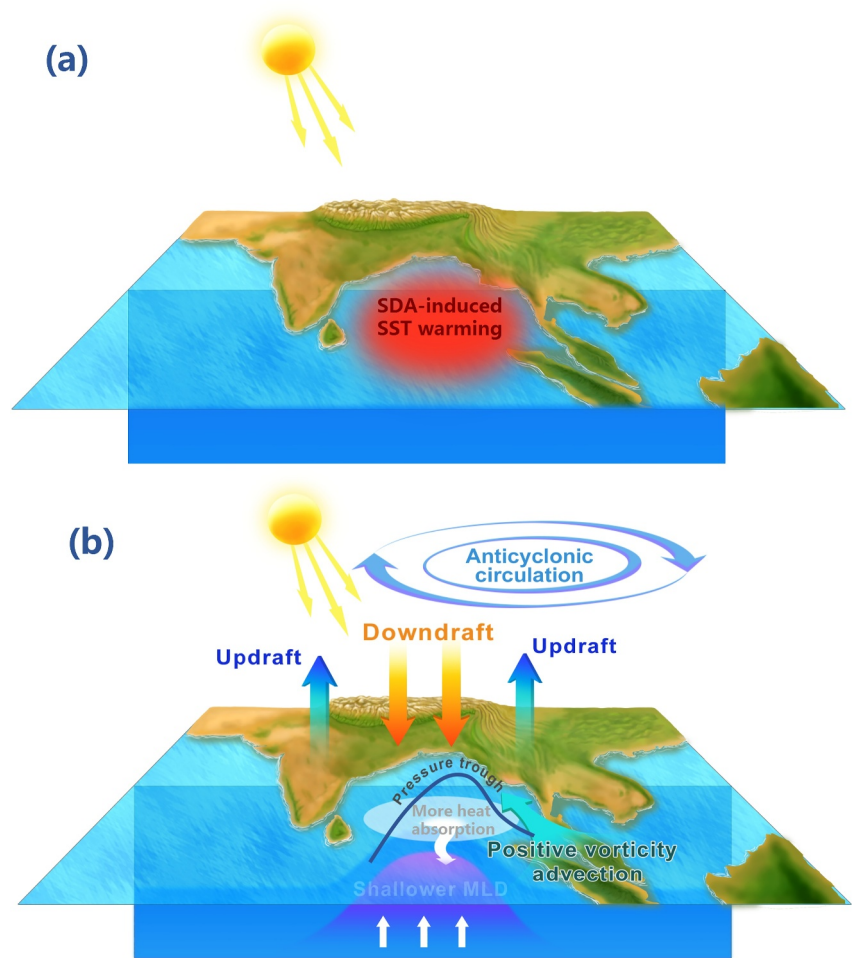 (a)
SDA-induced
SST warming
(b)
Anticyclonic
circulation
Downdraft
Updraft
Updraft
Pressure trough
More heat
absorption
Positive vorticity
advection
Shallower MLD